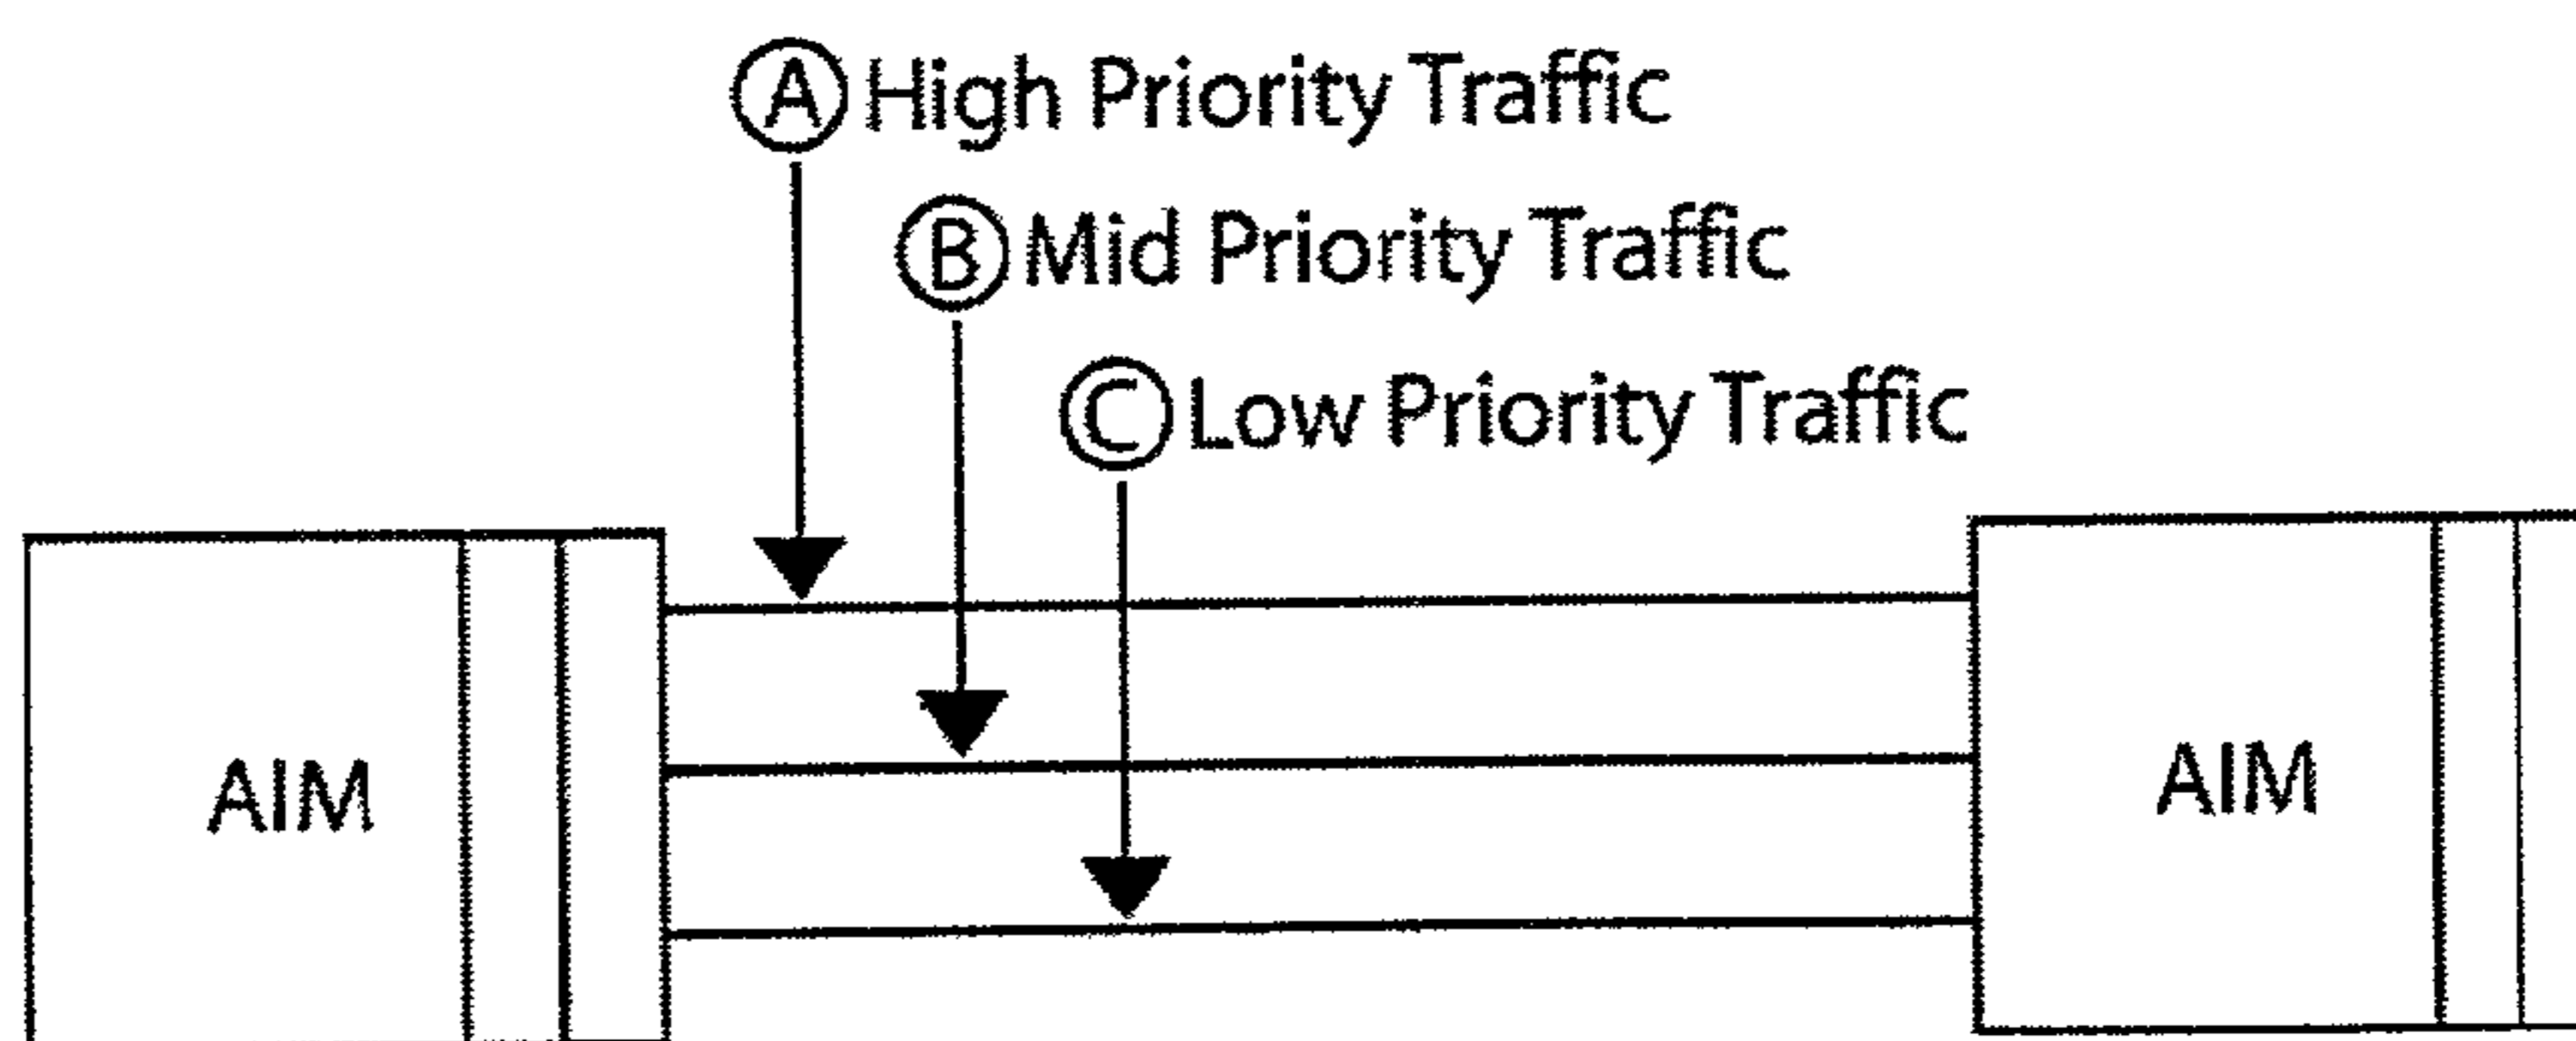 Ⓐ High Priority Traffic
Ⓑ Mid Priority Traffic
Ⓒ Low Priority Traffic
AIM
AIM